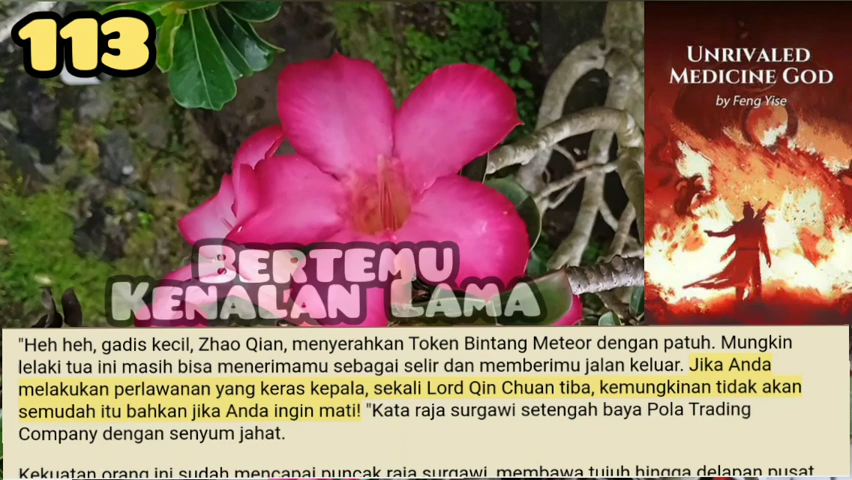 113
UNRIVALED
MEDICINE GOD
by Feng Yise
BERTEMU
KENALAN LAMA
"Heh heh, gadis kecil, Zhao Qian, menyerahkan Token Bintang Meteor dengan patuh. Mungkin
lelaki tua ini masih bisa menerimamu sebagai selir dan memberimu jalan keluar. Jika Anda
melakukan perlawanan yang keras kepala, sekali Lord Qin Chuan tiba, kemungkinan tidak akan
semudah itu bahkan jika Anda ingin mati! "Kata raja surgawi setengah baya Pola Trading
Company dengan senyum jahat.
Kekuatan orang ini sudah mencapai puncak raja surgawi, membawa tujuh hingga delapan pusat